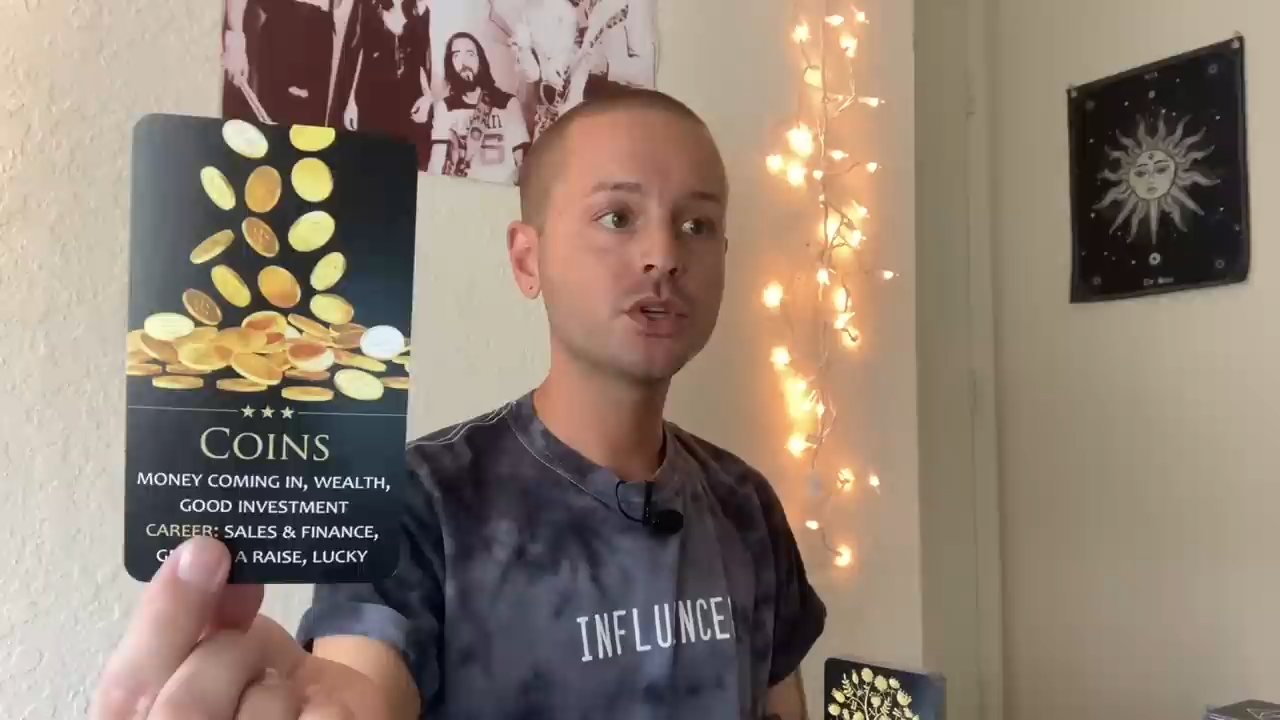 COINS
MONEY COMING IN, WEALTH,
GOOD INVESTMENT
CAREER: SALES & FINANCE,
A RAISE, LUCKY
INFLUENCE